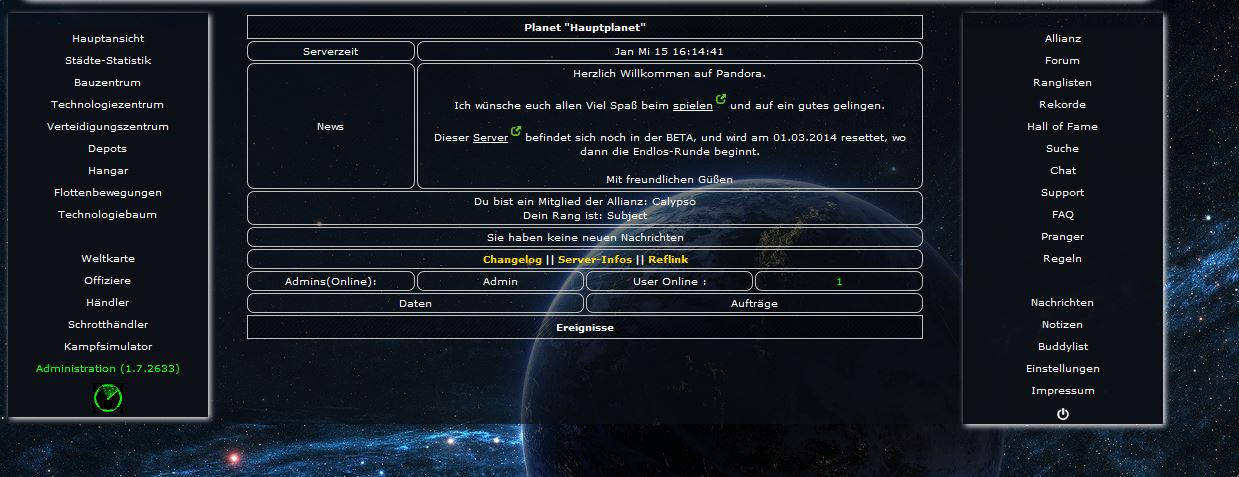 Hauptansicht
Städte-Statistik
Bauzentrum
Technologiezentrum
Verteidigungszentrum
Depots
Hangar
Flottenbewegungen
Technologiebaum
Weltkarte
Offiziere
Händler
Schrotthändler
Kampfsimulator
Administration (1.7.2633)
Planet "Hauptplanet"
Serverzeit
Jan Mi 15 16:14:41
News
Herzlich Willkommen auf Pandora.
Ich wünsche euch allen Viel Spaß beim spielen und auf ein gutes gelingen.
Dieser Server befindet sich noch in der BETA, und wird am 01.03.2014 resettet, wo
dann die Endlos-Runde beginnt.
Mit freundlichen Güßen
Du bist ein Mitglied der Allianz: Calypso
Dein Rang ist: Subject
Sie haben keine neuen Nachrichten
Changelog || Server-Infos || Reflink
Admins(Online):
Admin
User Online :
1
Daten
Aufträge
Ereignisse
Allianz
Forum
Ranglisten
Rekorde
Hall of Fame
Suche
Chat
Support
FAQ
Pranger
Regeln
Nachrichten
Notizen
Buddylist
Einstellungen
Impressum